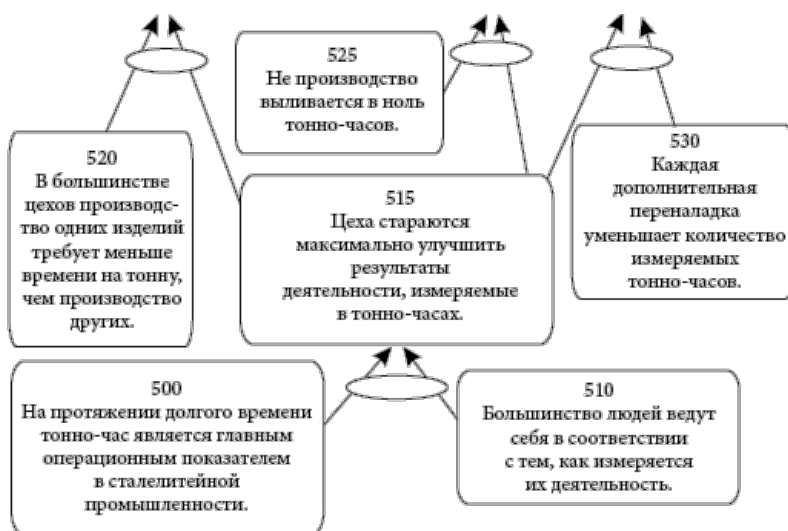 525
Не производство
выливается в ноль
тонно-часов.
520
В большинстве
цехов производс-
тво одних изделий
требует меньше
времени на тонну,
чем производство
других.
515
Цеха стараются
максимально улучшить
результаты
деятельности, измеряемые
в тонно-часах.
530
Каждая
дополнительная
переналадка
уменьшает количество
измеряемых
тонно-часов.
500
На протяжении долгого времени
тонно-час является главным
операционным показателем
в сталелитейной
промышленности.
510
Большинство людей ведут
себя в соответствии
с тем, как измеряется
их деятельность.